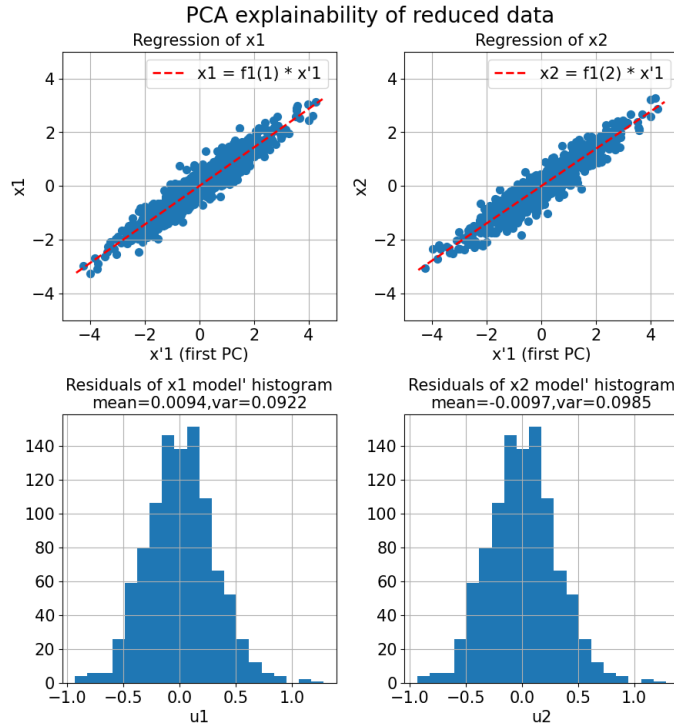 PCA explainability of reduced data
Regression of x1
x1 = f1(1) * x'1
4
2
0
−2
−4
x1
−4 −2 0 2 4
x'1 (first PC)
Regression of x2
x2 = f1(2) * x'1
4
2
0
−2
−4
x2
−4 −2 0 2 4
x'1 (first PC)
Residuals of x1 model' histogram
mean=0.0094,var=0.0922
140
120
100
80
60
40
20
0
−1.0 −0.5 0.0 0.5 1.0
u1
Residuals of x2 model' histogram
mean=-0.0097,var=0.0985
140
120
100
80
60
40
20
0
−1.0 −0.5 0.0 0.5 1.0
u2